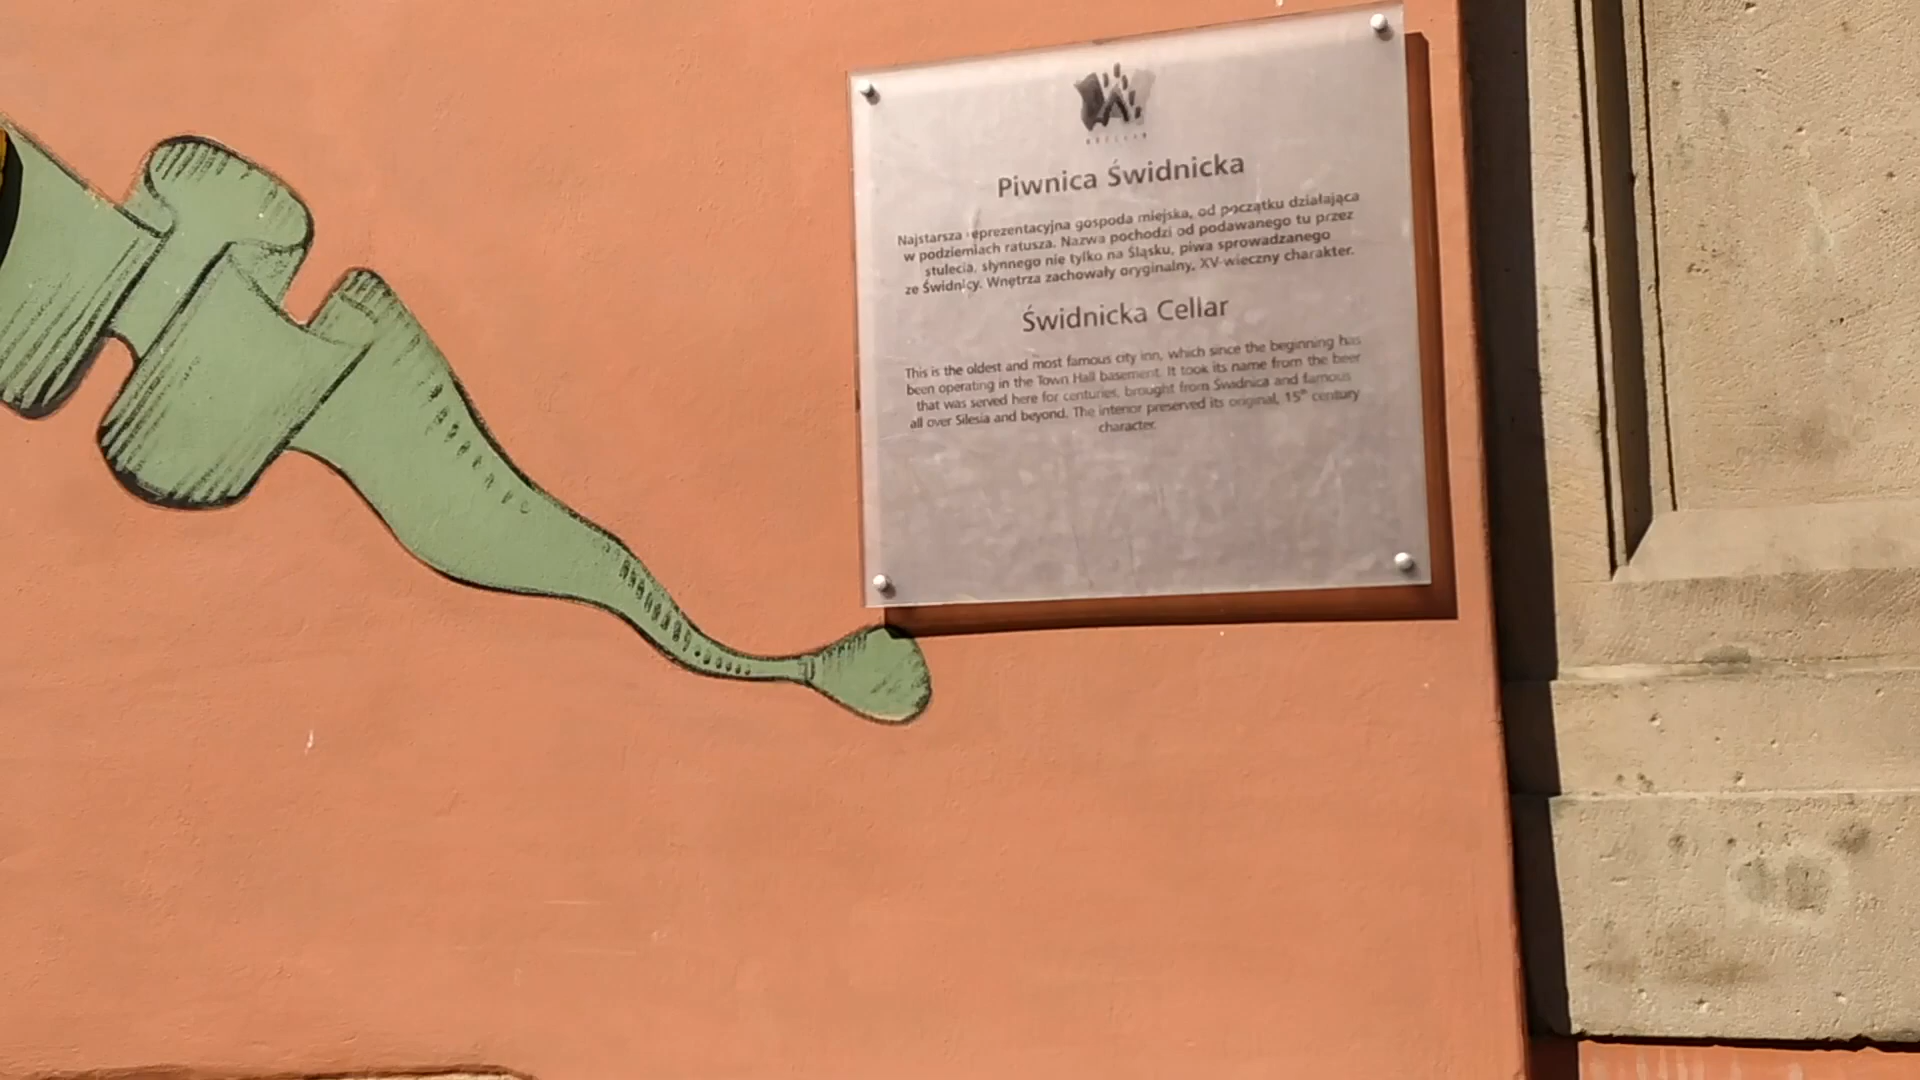 Piwnica Świdnicka
Najstarsza eprezentacyjna gospoda miejska, od początku działająca
w podziemiach ratusza. Nazwa pochodzi od podawanego tu przez
stulecia, słynnego nie tylko na Śląsku, piwa sprowadzanego
ze Świdnicy. Wnętrza zachowały oryginalny, XV-wieczny charakter.
Świdnicka Cellar
This is the oldest and most famous city inn, which since the beginning has
been operating in the Town Hall basement. It took its name from the beer
that was served here for centuries, brought from Świdnica and famous
all over Silesia and beyond. The interior preserved its original, 15th century
character.